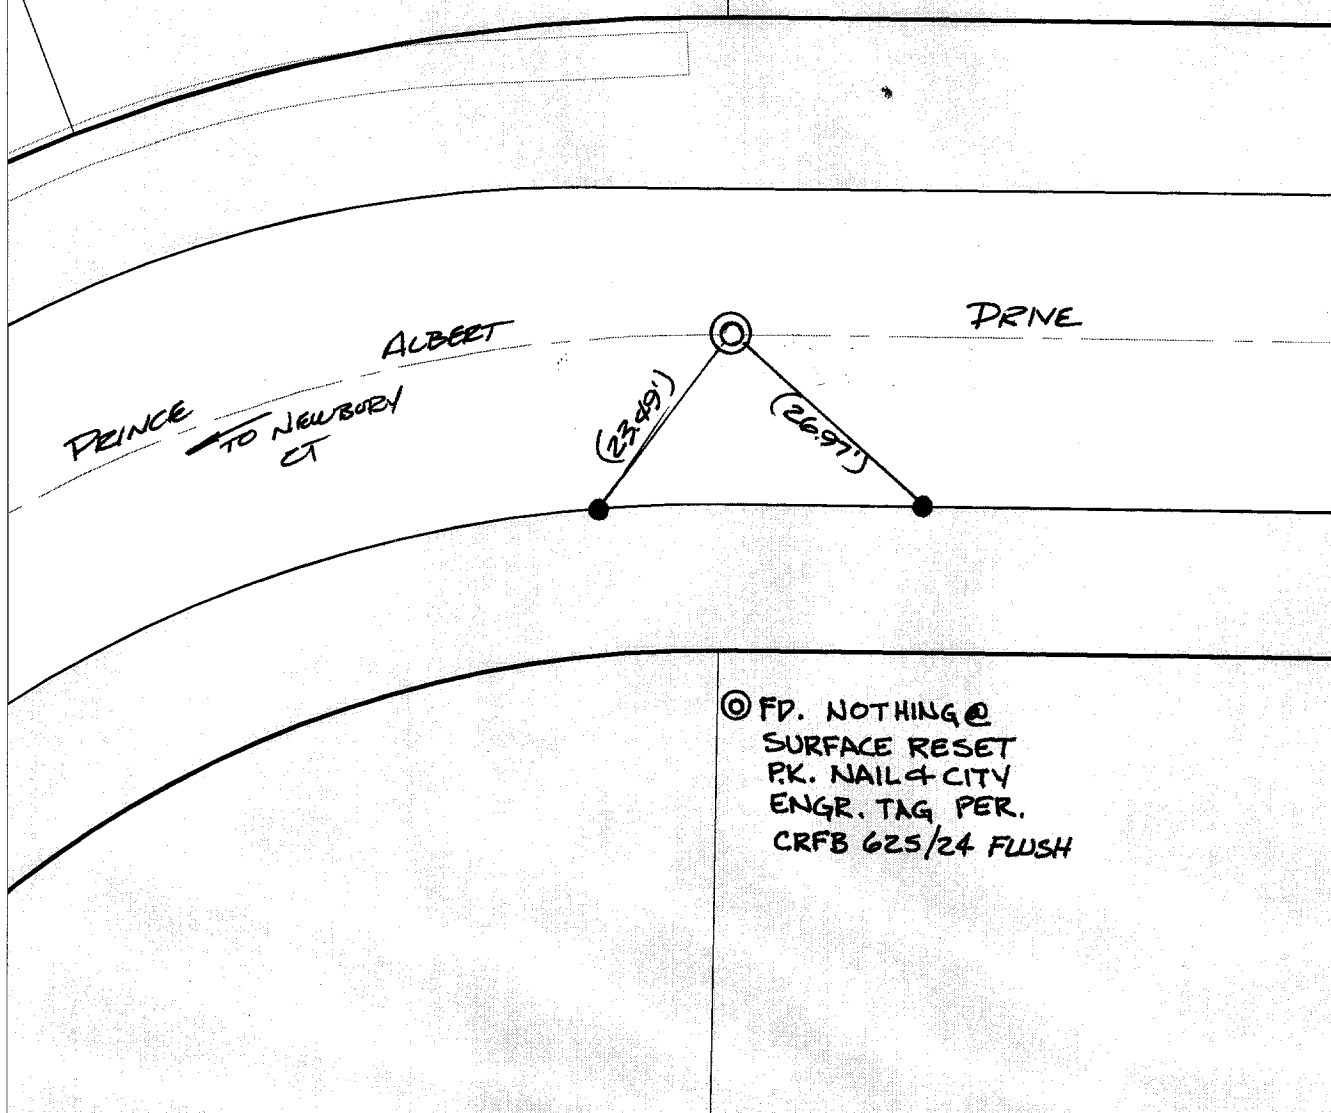 PRINCE ALBERT DRIVE
← TO NEWBURY
CT
(23.49')
(26.97')
◎ FD. NOTHING @
SURFACE RESET
P.K. NAIL & CITY
ENGR. TAG PER.
CRFB 625/24 FLUSH